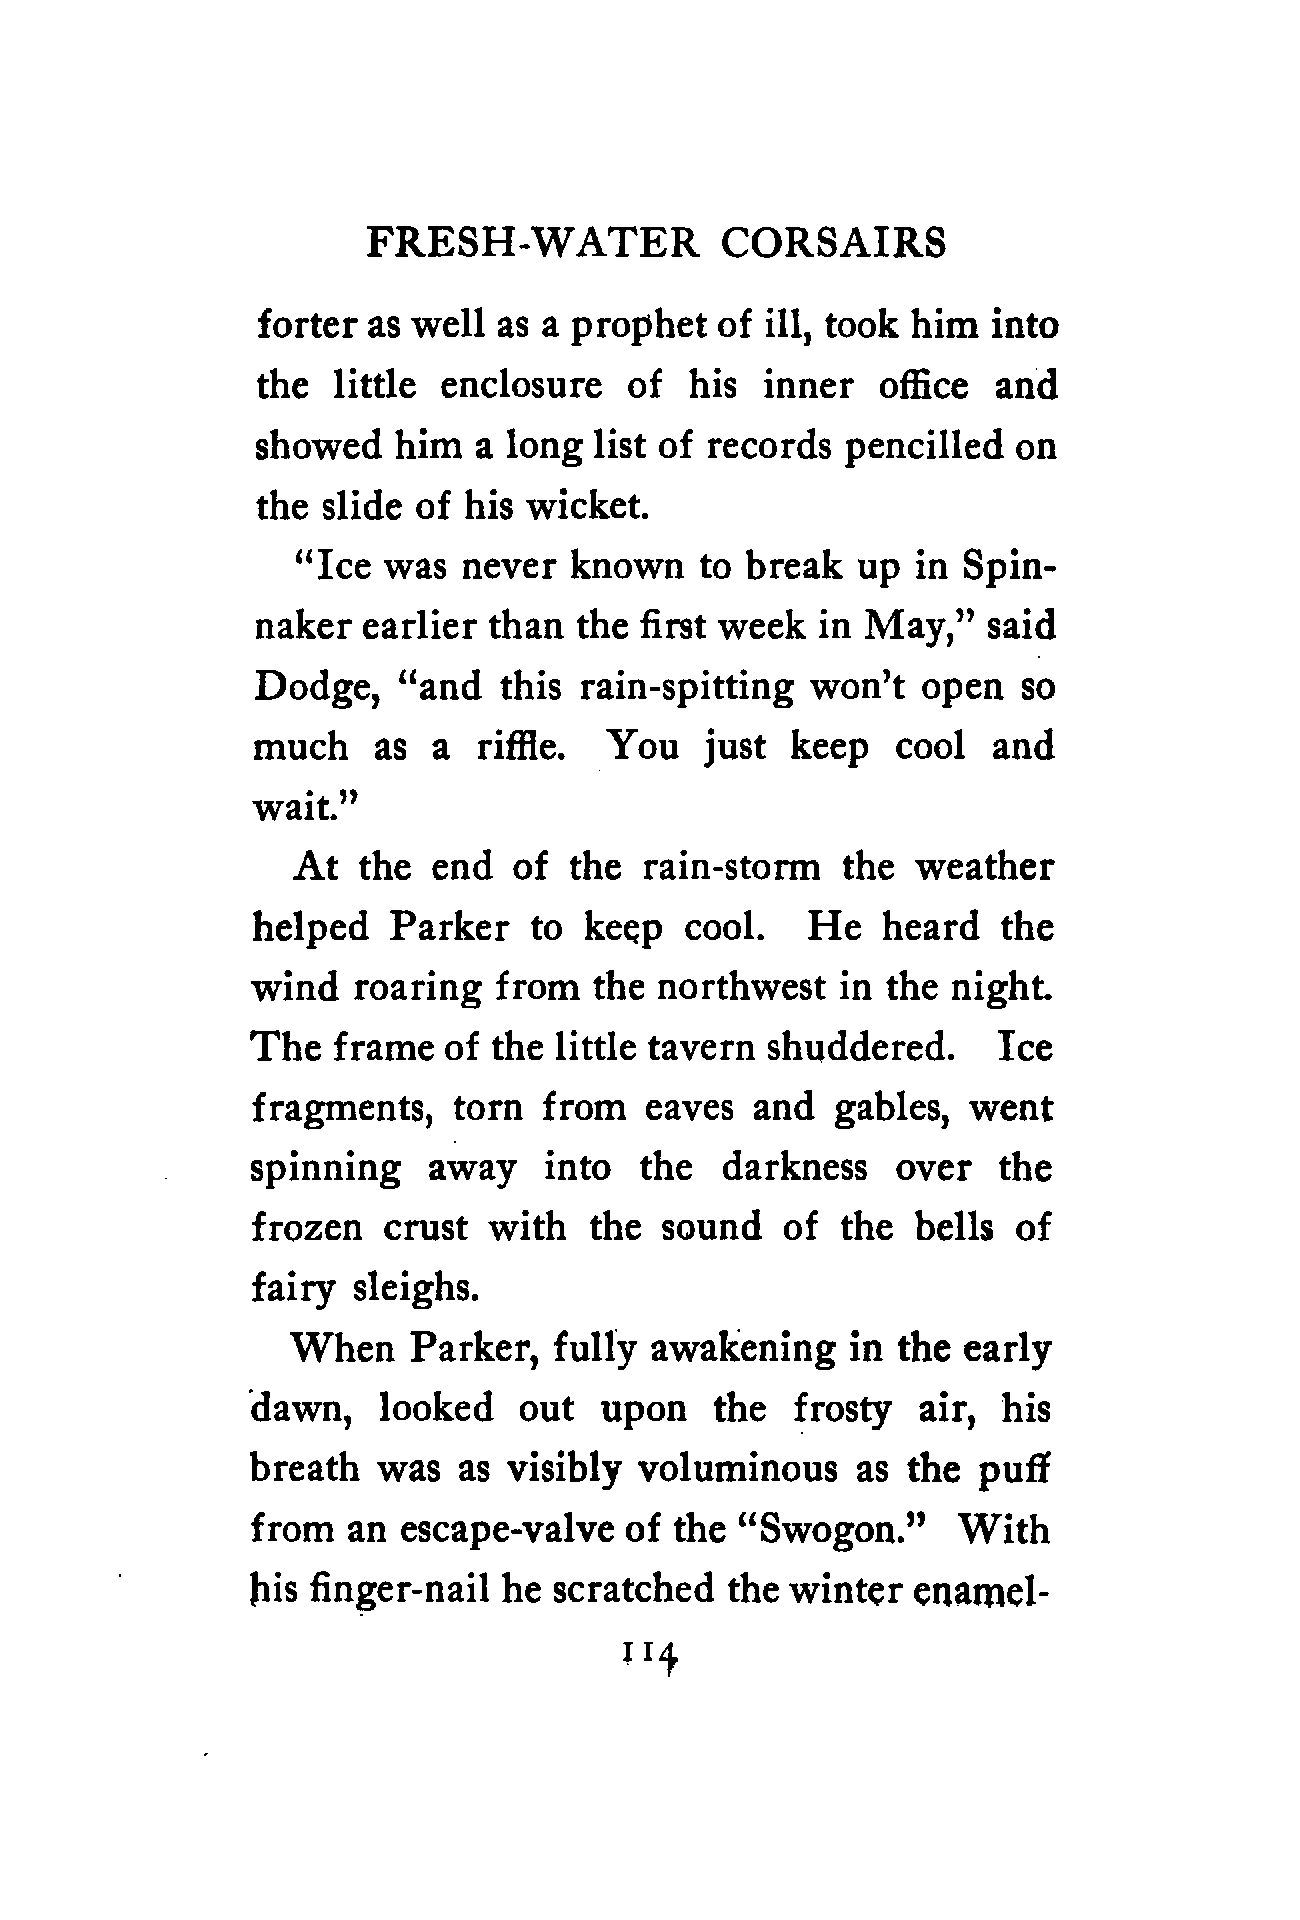 FRESH-WATER CORSAIRS
forter as well as a prophet of ill, took him into
the little enclosure of his inner office and
showed him a long list of records pencilled on
the slide of his wicket.
"Ice was never known to break up in Spin-
naker earlier than the first week in May," said
Dodge, "and this rain-spitting won't open so
much as a riffle. You just keep cool and
wait."
At the end of the rain-storm the weather
helped Parker to keep cool. He heard the
wind roaring from the northwest in the night.
The frame of the little tavern shuddered. Ice
fragments, torn from eaves and gables, went
spinning away into the darkness over the
frozen crust with the sound of the bells of
fairy sleighs.
When Parker, fully awakening in the early
dawn, looked out upon the frosty air, his
breath was as visibly voluminous as the puff
from an escape-valve of the "Swogon." With
his finger-nail he scratched the winter enamel-
114